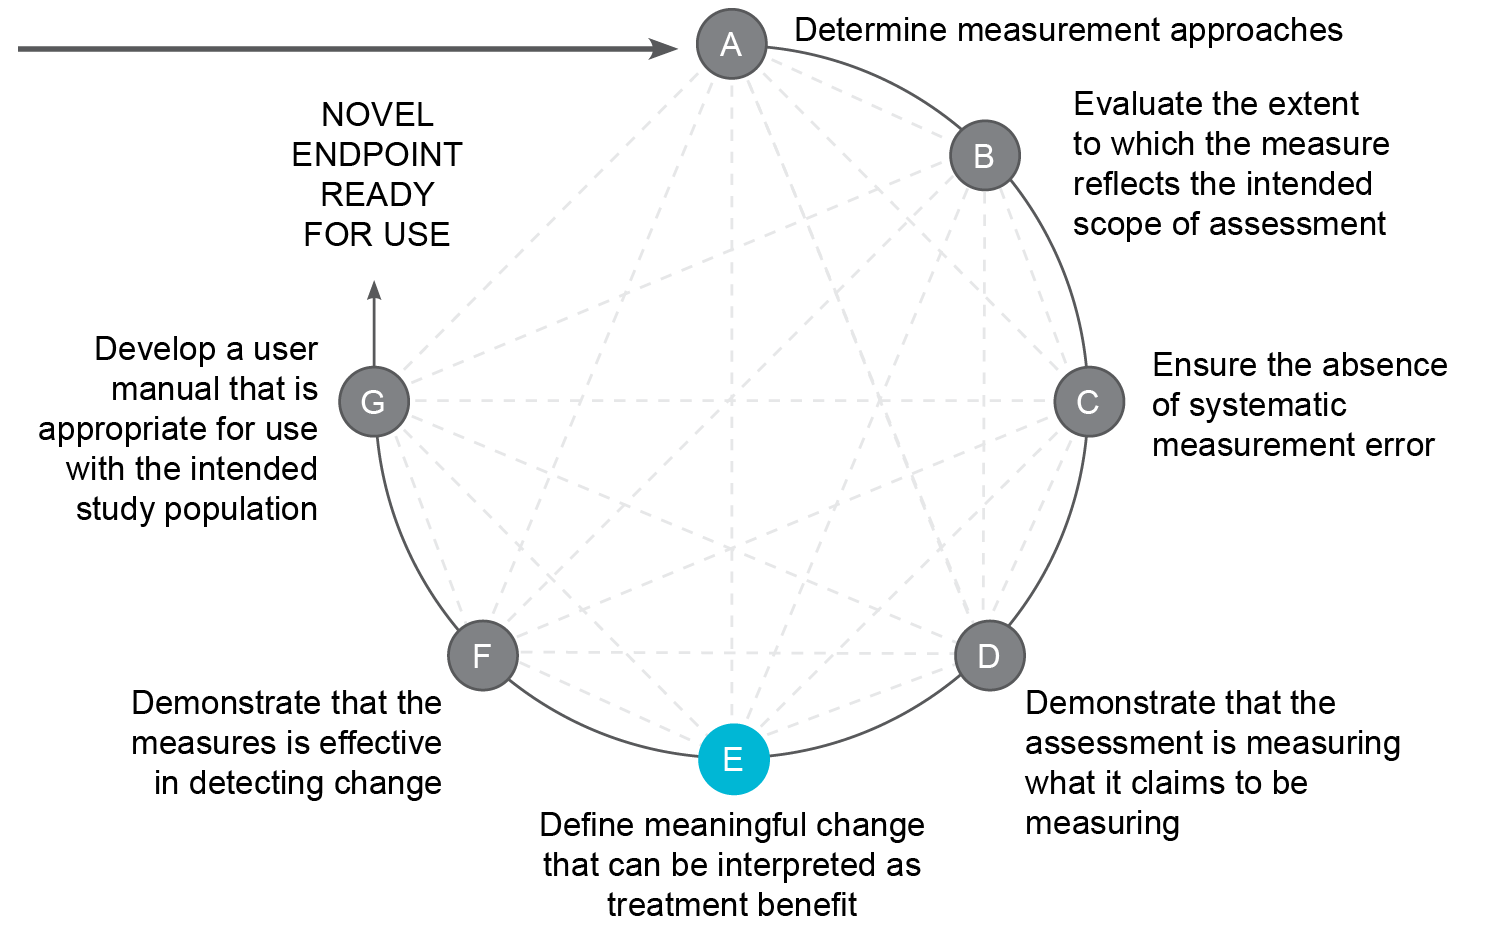 A
Determine measurement approaches
B
Evaluate the extent
to which the measure
reflects the intended
scope of assessment
C
Ensure the absence
of systematic
measurement error
D
Demonstrate that the
assessment is measuring
what it claims to be
measuring
E
Define meaningful change
that can be interpreted as
treatment benefit
F
Demonstrate that the
measures is effective
in detecting change
G
Develop a user
manual that is
appropriate for use
with the intended
study population
NOVEL
ENDPOINT
READY
FOR USE